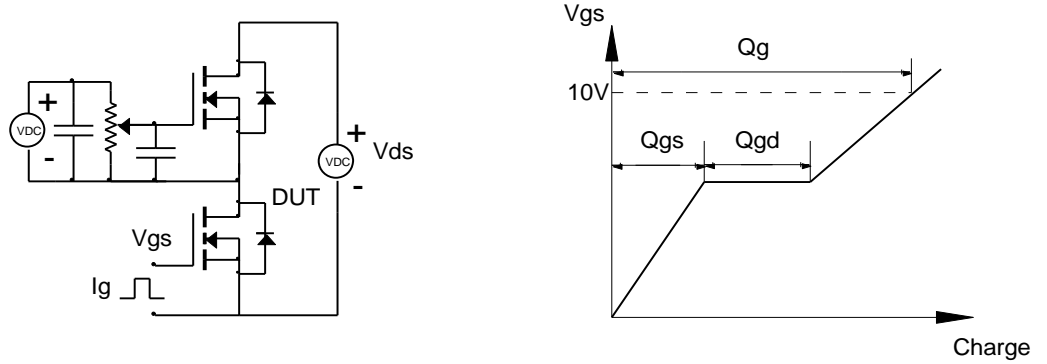 +
VDC
-
+
VDC
-
Vds
DUT
Vgs
Ig
Vgs
Qg
10V
Qgs
Qgd
Charge